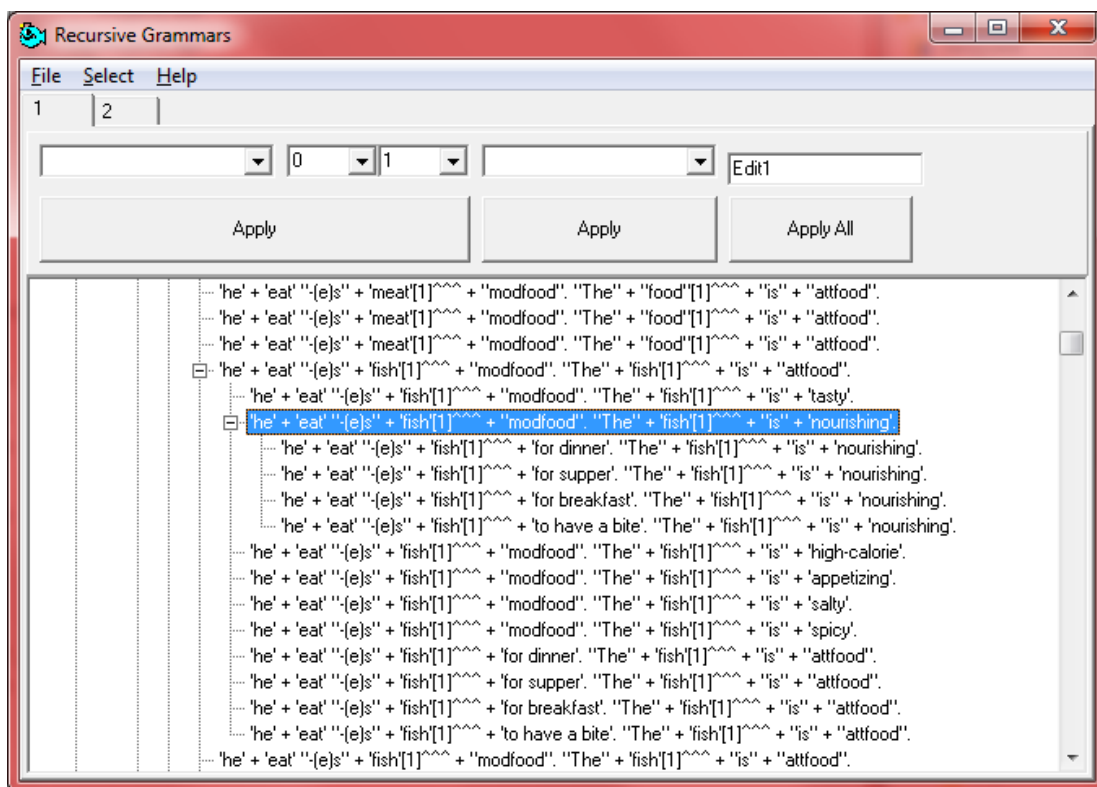 Recursive Grammars
File Select Help
1 2
0 1 Edit1
Apply Apply Apply All
'he' + 'eat' ''-(e)s'' + 'meat'[1]^^^ + ''modfood''. ''The'' + ''food''[1]^^^ + ''is'' + ''attfood''.
'he' + 'eat' ''-(e)s'' + 'meat'[1]^^^ + ''modfood''. ''The'' + ''food''[1]^^^ + ''is'' + ''attfood''.
'he' + 'eat' ''-(e)s'' + 'meat'[1]^^^ + ''modfood''. ''The'' + ''food''[1]^^^ + ''is'' + ''attfood''.
'he' + 'eat' ''-(e)s'' + 'fish'[1]^^^ + ''modfood''. ''The'' + 'fish'[1]^^^ + ''is'' + ''attfood''.
'he' + 'eat' ''-(e)s'' + 'fish'[1]^^^ + ''modfood''. ''The'' + 'fish'[1]^^^ + ''is'' + 'tasty'.
'he' + 'eat' ''-(e)s'' + 'fish'[1]^^^ + ''modfood''. ''The'' + 'fish'[1]^^^ + ''is'' + 'nourishing'.
'he' + 'eat' ''-(e)s'' + 'fish'[1]^^^ + 'for dinner'. ''The'' + 'fish'[1]^^^ + ''is'' + 'nourishing'.
'he' + 'eat' ''-(e)s'' + 'fish'[1]^^^ + 'for supper'. ''The'' + 'fish'[1]^^^ + ''is'' + 'nourishing'.
'he' + 'eat' ''-(e)s'' + 'fish'[1]^^^ + 'for breakfast'. ''The'' + 'fish'[1]^^^ + ''is'' + 'nourishing'.
'he' + 'eat' ''-(e)s'' + 'fish'[1]^^^ + 'to have a bite'. ''The'' + 'fish'[1]^^^ + ''is'' + 'nourishing'.
'he' + 'eat' ''-(e)s'' + 'fish'[1]^^^ + ''modfood''. ''The'' + 'fish'[1]^^^ + ''is'' + 'high-calorie'.
'he' + 'eat' ''-(e)s'' + 'fish'[1]^^^ + ''modfood''. ''The'' + 'fish'[1]^^^ + ''is'' + 'appetizing'.
'he' + 'eat' ''-(e)s'' + 'fish'[1]^^^ + ''modfood''. ''The'' + 'fish'[1]^^^ + ''is'' + 'salty'.
'he' + 'eat' ''-(e)s'' + 'fish'[1]^^^ + ''modfood''. ''The'' + 'fish'[1]^^^ + ''is'' + 'spicy'.
'he' + 'eat' ''-(e)s'' + 'fish'[1]^^^ + 'for dinner'. ''The'' + 'fish'[1]^^^ + ''is'' + ''attfood''.
'he' + 'eat' ''-(e)s'' + 'fish'[1]^^^ + 'for supper'. ''The'' + 'fish'[1]^^^ + ''is'' + ''attfood''.
'he' + 'eat' ''-(e)s'' + 'fish'[1]^^^ + 'for breakfast'. ''The'' + 'fish'[1]^^^ + ''is'' + ''attfood''.
'he' + 'eat' ''-(e)s'' + 'fish'[1]^^^ + 'to have a bite'. ''The'' + 'fish'[1]^^^ + ''is'' + ''attfood''.
'he' + 'eat' ''-(e)s'' + 'fish'[1]^^^ + ''modfood''. ''The'' + 'fish'[1]^^^ + ''is'' + ''attfood''.